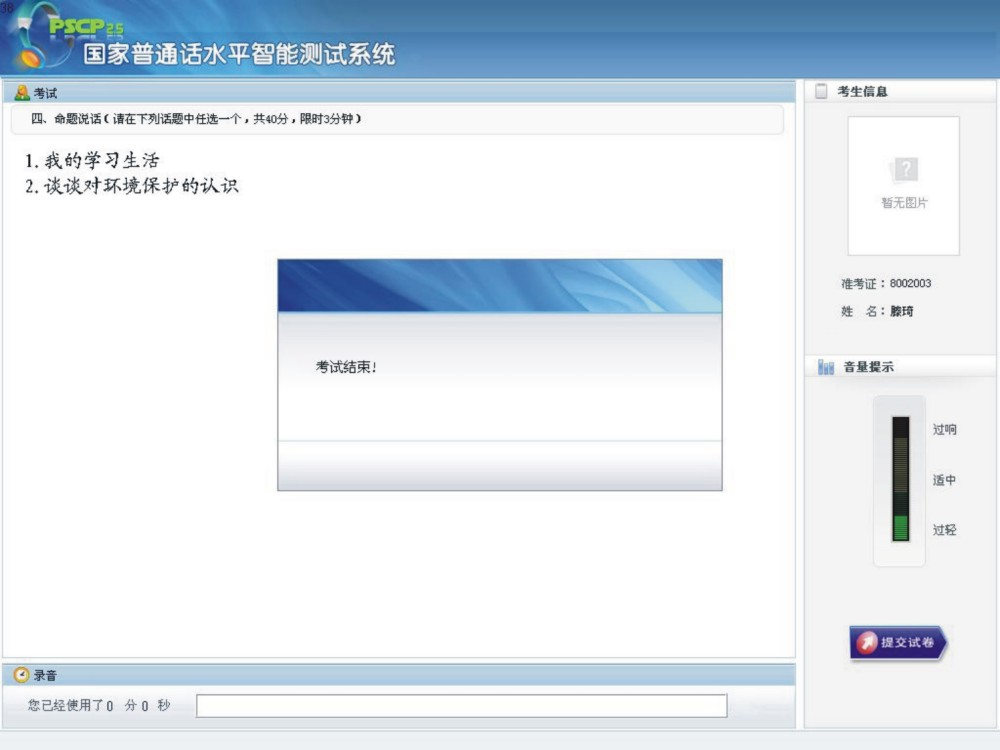 38
PSCP 2.5
国家普通话水平智能测试系统
考试
四、命题说话(请在下列话题中任选一个,共40分,限时3分钟)
1. 我的学习生活
2. 谈谈对环境保护的认识
考试结束!
录音
您已经使用了0 分 0 秒
考生信息
?
暂无图片
准考证:8002003
姓 名:滕琦
音量提示
过响
适中
过轻
提交试卷